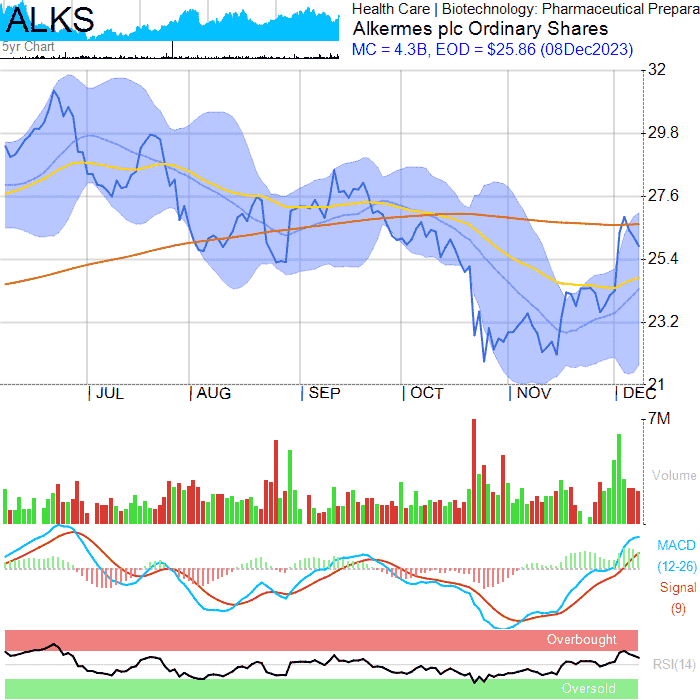 ALKS
5yr Chart
Health Care | Biotechnology: Pharmaceutical Prepara
Alkermes plc Ordinary Shares
MC = 4.3B, EOD = $25.86 (08Dec2023)
32
29.8
27.6
25.4
23.2
21
JUL AUG SEP OCT NOV DEC
7M
Volume
MACD
(12-26)
Signal
(9)
Overbought
RSI(14)
Oversold